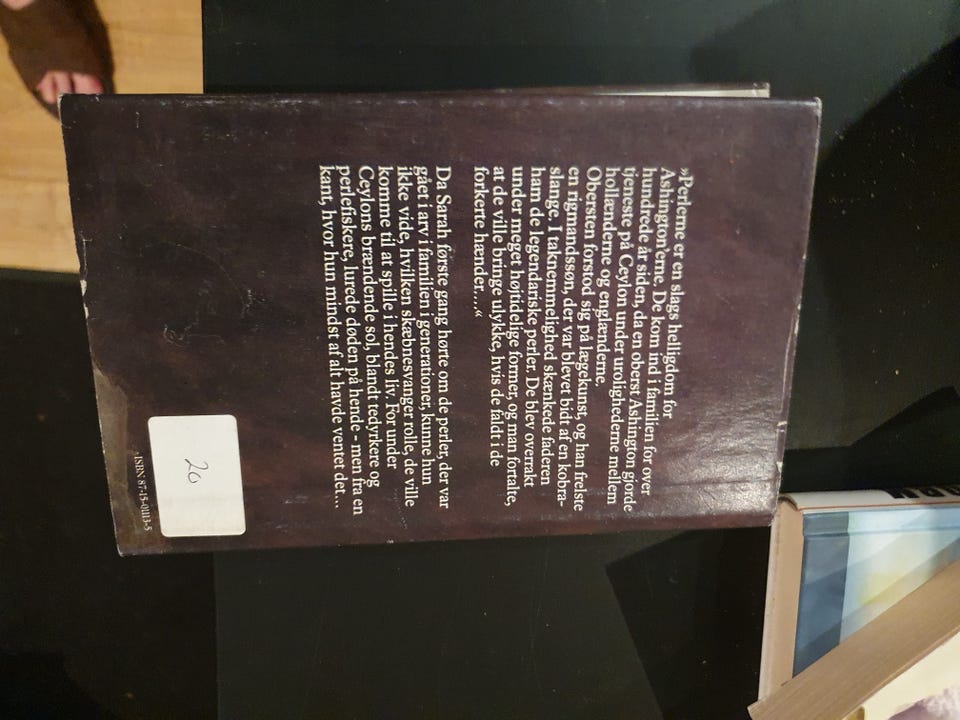 »Perlerne er en slags helligdom for
Ashington'erne. De kom ind i familien for over
hundrede år siden, da en oberst Ashington gjorde
tjeneste på Ceylon under urolighederne mellem
hollænderne og englænderne.
Obersten forstod sig på lægekunst, og han frelste
en rigmandssøn, der var blevet bidt af en kobra-
slange. I taknemmelighed skænkede faderen
ham de legendariske perler. De blev overrakt
under meget højtidelige former, og man fortalte,
at de ville bringe ulykke, hvis de faldt i de
forkerte hænder....«
Da Sarah første gang hørte om de perler, der var
gået i arv i familien i generationer, kunne hun
ikke vide, hvilken skæbnesvanger rolle, de ville
komme til at spille i hendes liv. For under
Ceylons brændende sol, blandt tedyrkere og
perlefiskere, lurede døden på hende - men fra en
kant, hvor hun mindst af alt havde ventet det...
20
ISBN 87-15-01113-5